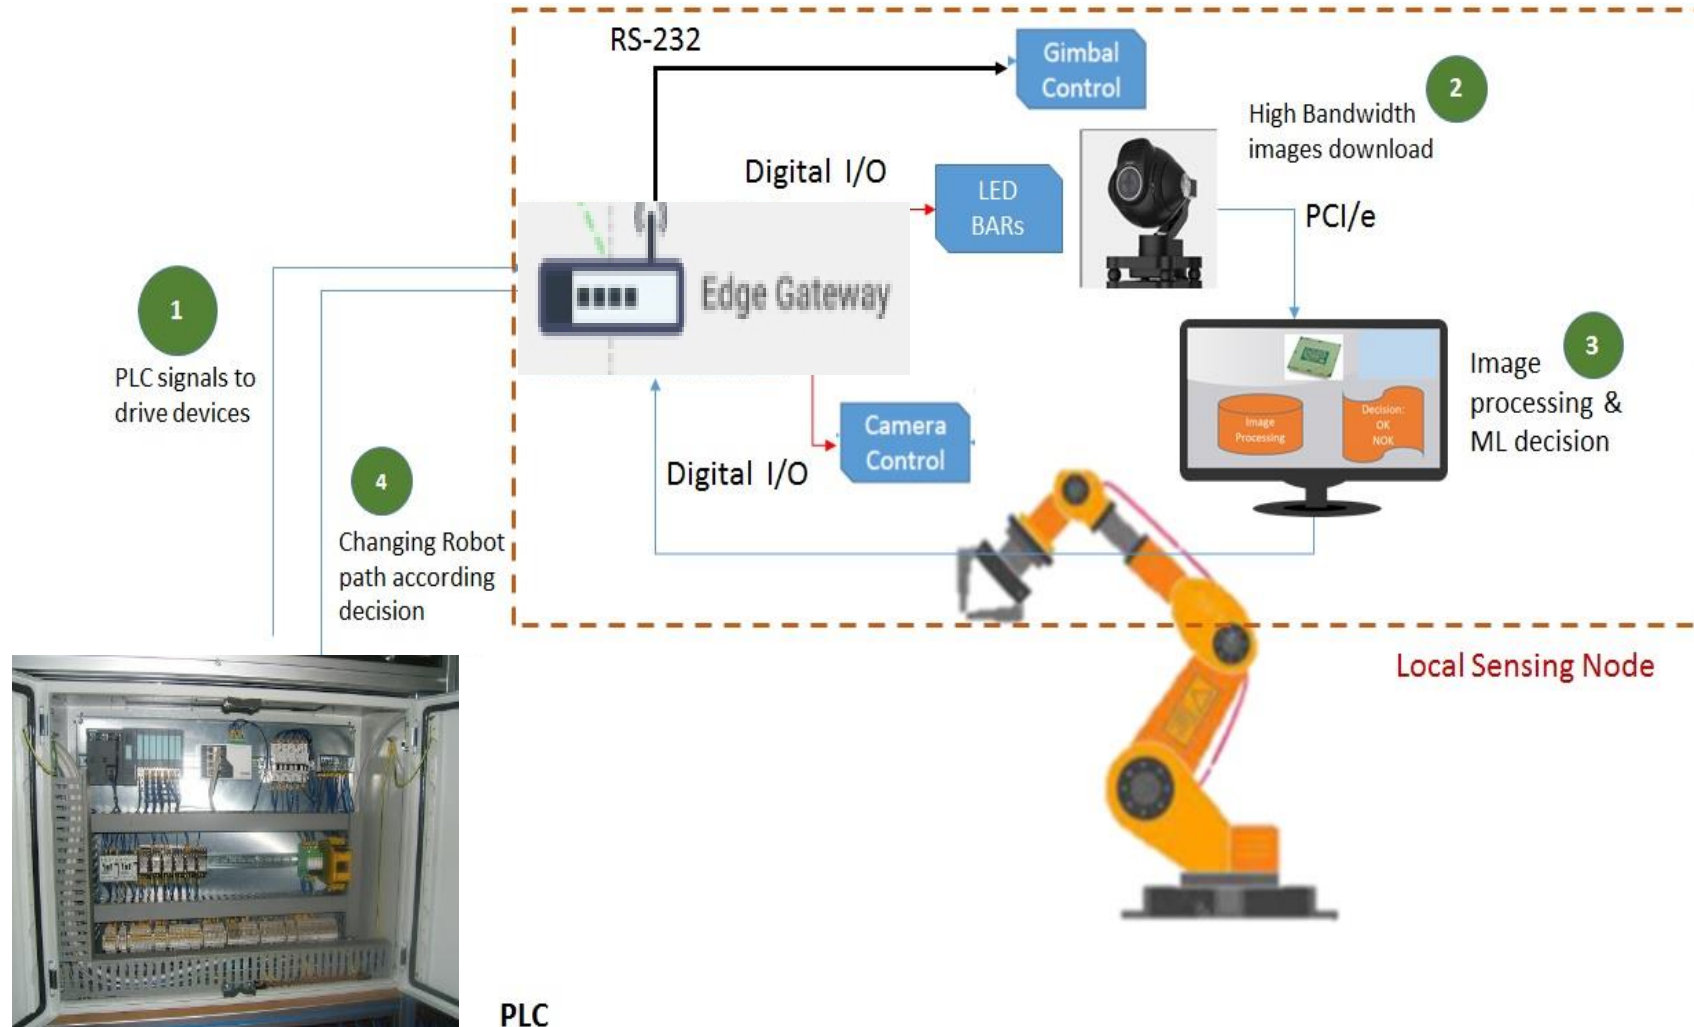 RS-232
Gimbal
Control
2
High Bandwidth
images download
Digital I/O
LED
BARs
PCI/e
Edge Gateway
1
PLC signals to
drive devices
3
Image
processing &
ML decision
Image
Processing
Decision:
OK
NOK
Camera
Control
Digital I/O
4
Changing Robot
path according
decision
Local Sensing Node
PLC